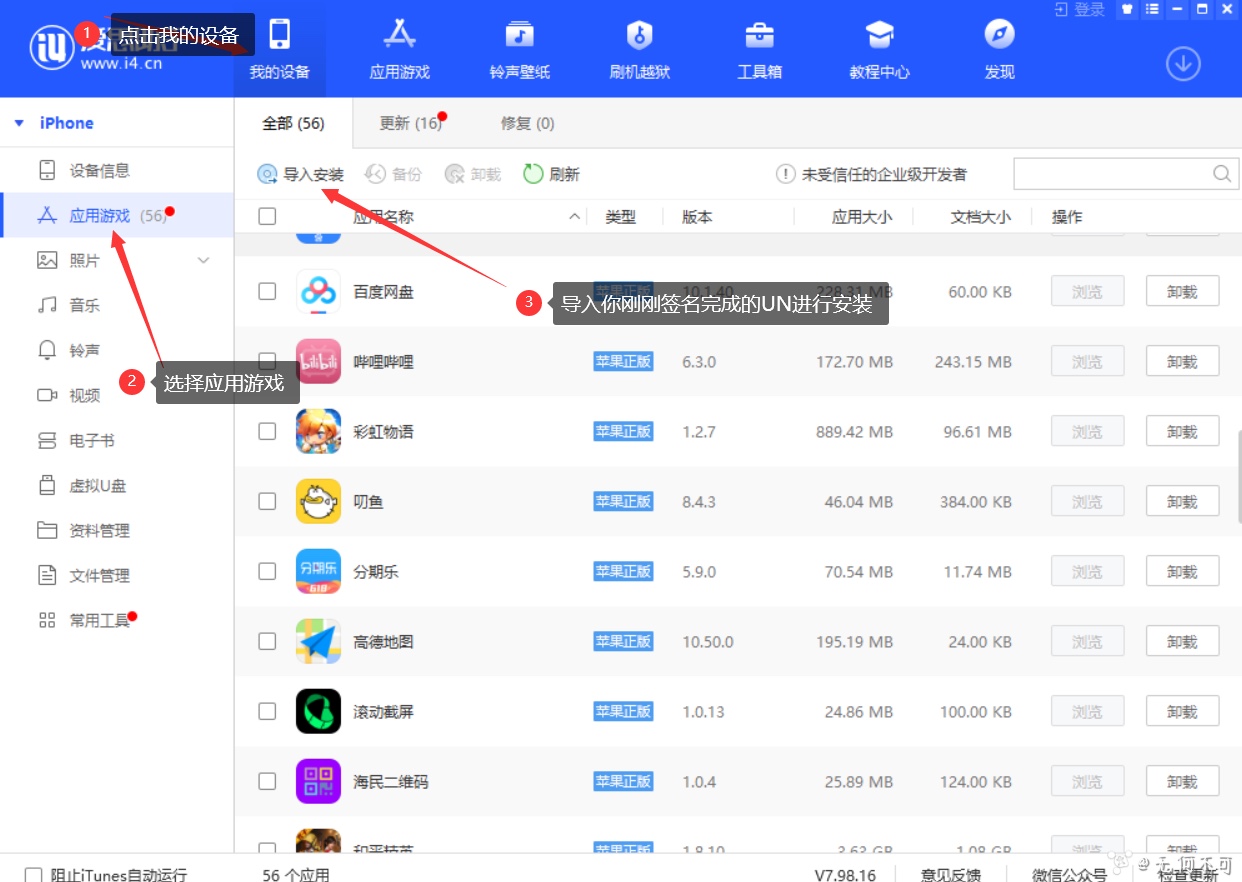 登录
1 点击我的设备
www.i4.cn
我的设备 应用游戏 铃声壁纸 刷机越狱 工具箱 教程中心 发现
iPhone
全部 (56) 更新 (16) 修复 (0)
设备信息
导入安装 备份 卸载 刷新 未受信任的企业级开发者
应用游戏 (56)
应用名称 类型 版本 应用大小 文档大小 操作
照片
百度网盘 苹果正版 10.1.40 228.31 MB 60.00 KB 浏览 卸载
3 导入你刚刚签名完成的UN进行安装
音乐
铃声
哔哩哔哩 苹果正版 6.3.0 172.70 MB 243.15 MB 浏览 卸载
bilibili
2 选择应用游戏
视频
彩虹物语 苹果正版 1.2.7 889.42 MB 96.61 MB 浏览 卸载
电子书
虚拟U盘
叨鱼 苹果正版 8.4.3 46.04 MB 384.00 KB 浏览 卸载
资料管理
文件管理
分期乐 618
分期乐 苹果正版 5.9.0 70.54 MB 11.74 MB 浏览 卸载
常用工具
高德地图 苹果正版 10.50.0 195.19 MB 24.00 KB 浏览 卸载
滚动截屏 苹果正版 1.0.13 24.86 MB 100.00 KB 浏览 卸载
海民二维码 苹果正版 1.0.4 25.89 MB 124.00 KB 浏览 卸载
和平精英 苹果正版 1.8.10 3.63 GB 1.08 GB 浏览 卸载
阻止iTunes自动运行 56 个应用 V7.98.16 意见反馈 微信公众号 检查更新